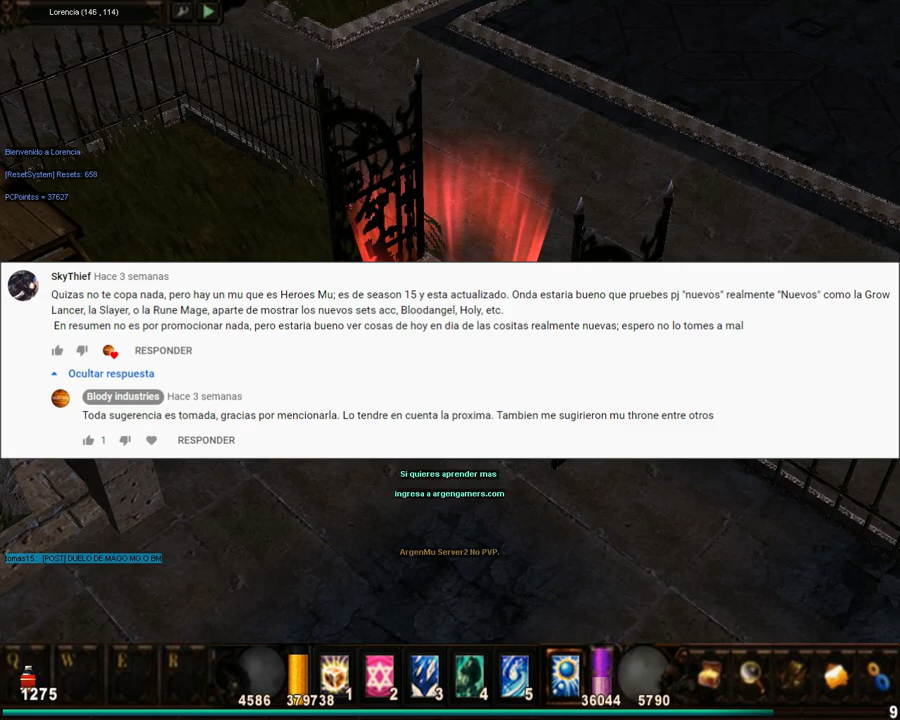 Lorencia (146 , 114)
Bienvenido a Lorencia
[ResetSystem] Resets: 658
PCPointss = 37627
SkyThief Hace 3 semanas
Quizas no te copa nada, pero hay un mu que es Heroes Mu; es de season 15 y esta actualizado. Onda estaria bueno que pruebes pj "nuevos" realmente "Nuevos" como la Grow
Lancer, la Slayer, o la Rune Mage, aparte de mostrar los nuevos sets acc, Bloodangel, Holy, etc.
En resumen no es por promocionar nada, pero estaria bueno ver cosas de hoy en dia de las cositas realmente nuevas; espero no lo tomes a mal
RESPONDER
Ocultar respuesta
Blody industries Hace 3 semanas
Toda sugerencia es tomada, gracias por mencionarla. Lo tendre en cuenta la proxima. Tambien me sugirieron mu throne entre otros
1 RESPONDER
Si quieres aprender mas
ingresa a argengamers.com
ArgenMu Server2 No PVP.
tomas15 : [POST] DUELO DE MAGO MG O BM
Q W E R
1275
4586 379738 1 2 3 4 5 36044 5790
9